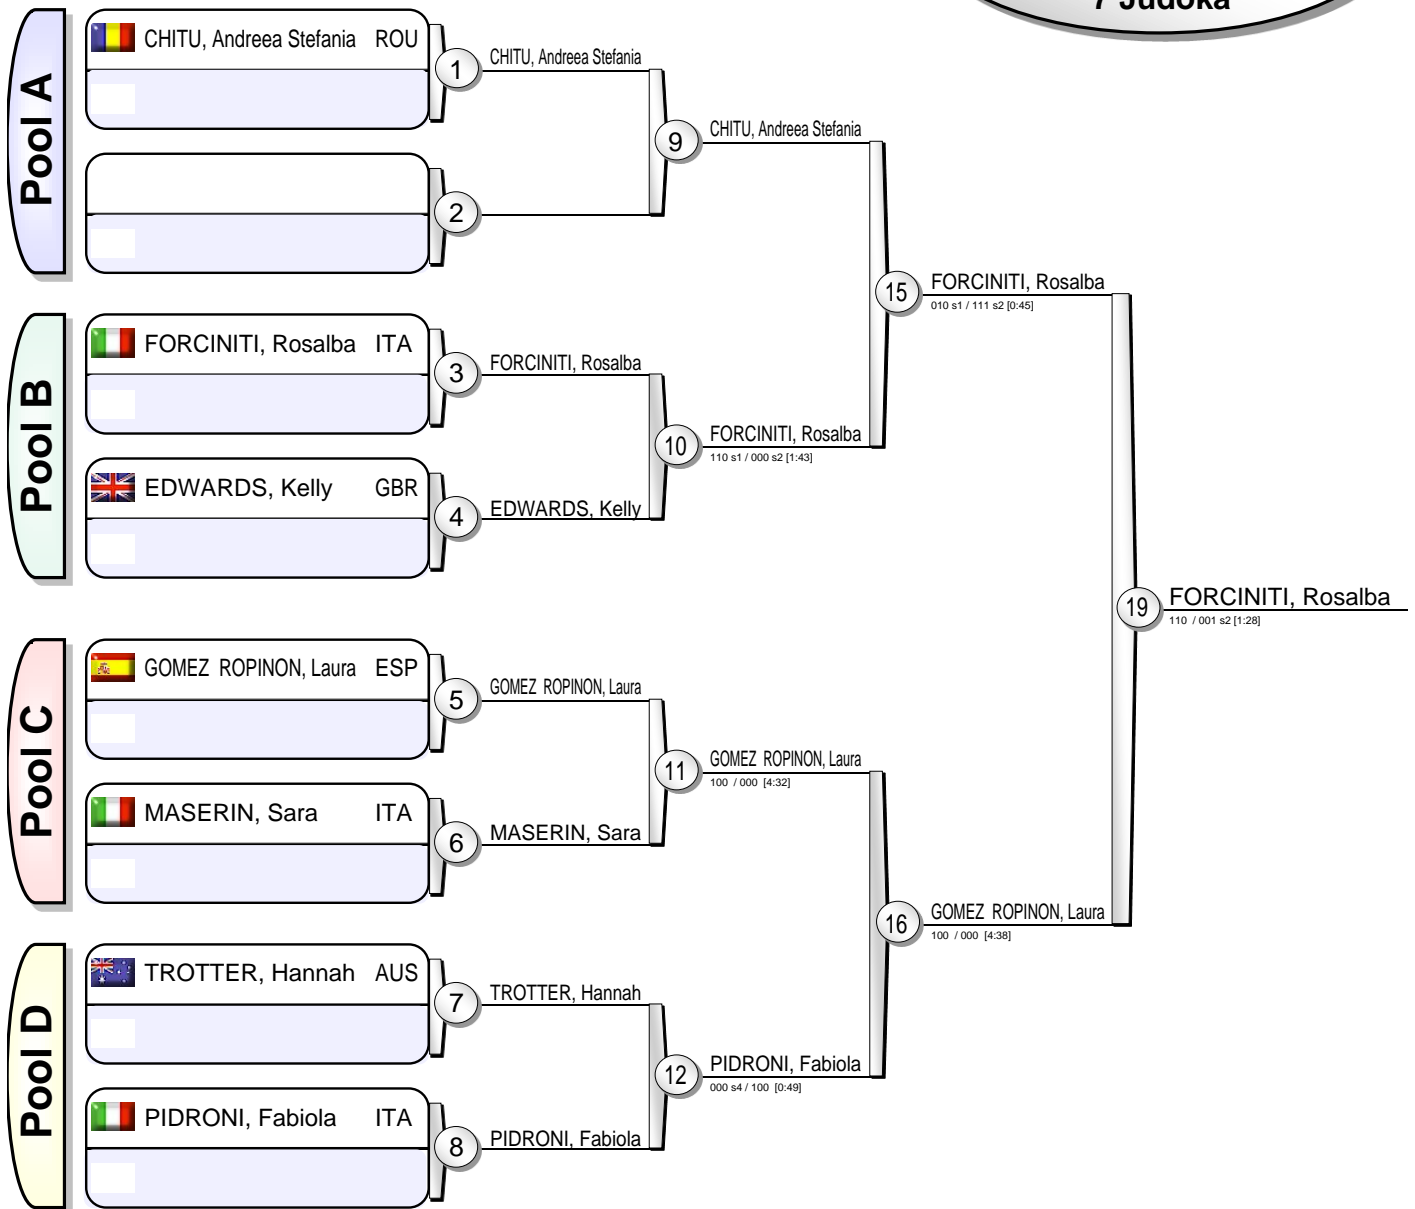 7 Judoka
Pool A
CHITU, Andreea Stefania ROU
1
CHITU, Andreea Stefania
2
9
CHITU, Andreea Stefania
Pool B
FORCINITI, Rosalba ITA
3
FORCINITI, Rosalba
EDWARDS, Kelly GBR
4
EDWARDS, Kelly
10
FORCINITI, Rosalba
110 s1 / 000 s2 [1:43]
15
FORCINITI, Rosalba
010 s1 / 111 s2 [0:45]
Pool C
GOMEZ ROPINON, Laura ESP
5
GOMEZ ROPINON, Laura
MASERIN, Sara ITA
6
MASERIN, Sara
11
GOMEZ ROPINON, Laura
100 / 000 [4:32]
Pool D
TROTTER, Hannah AUS
7
TROTTER, Hannah
PIDRONI, Fabiola ITA
8
PIDRONI, Fabiola
12
PIDRONI, Fabiola
000 s4 / 100 [0:49]
16
GOMEZ ROPINON, Laura
100 / 000 [4:38]
19
FORCINITI, Rosalba
110 / 001 s2 [1:28]